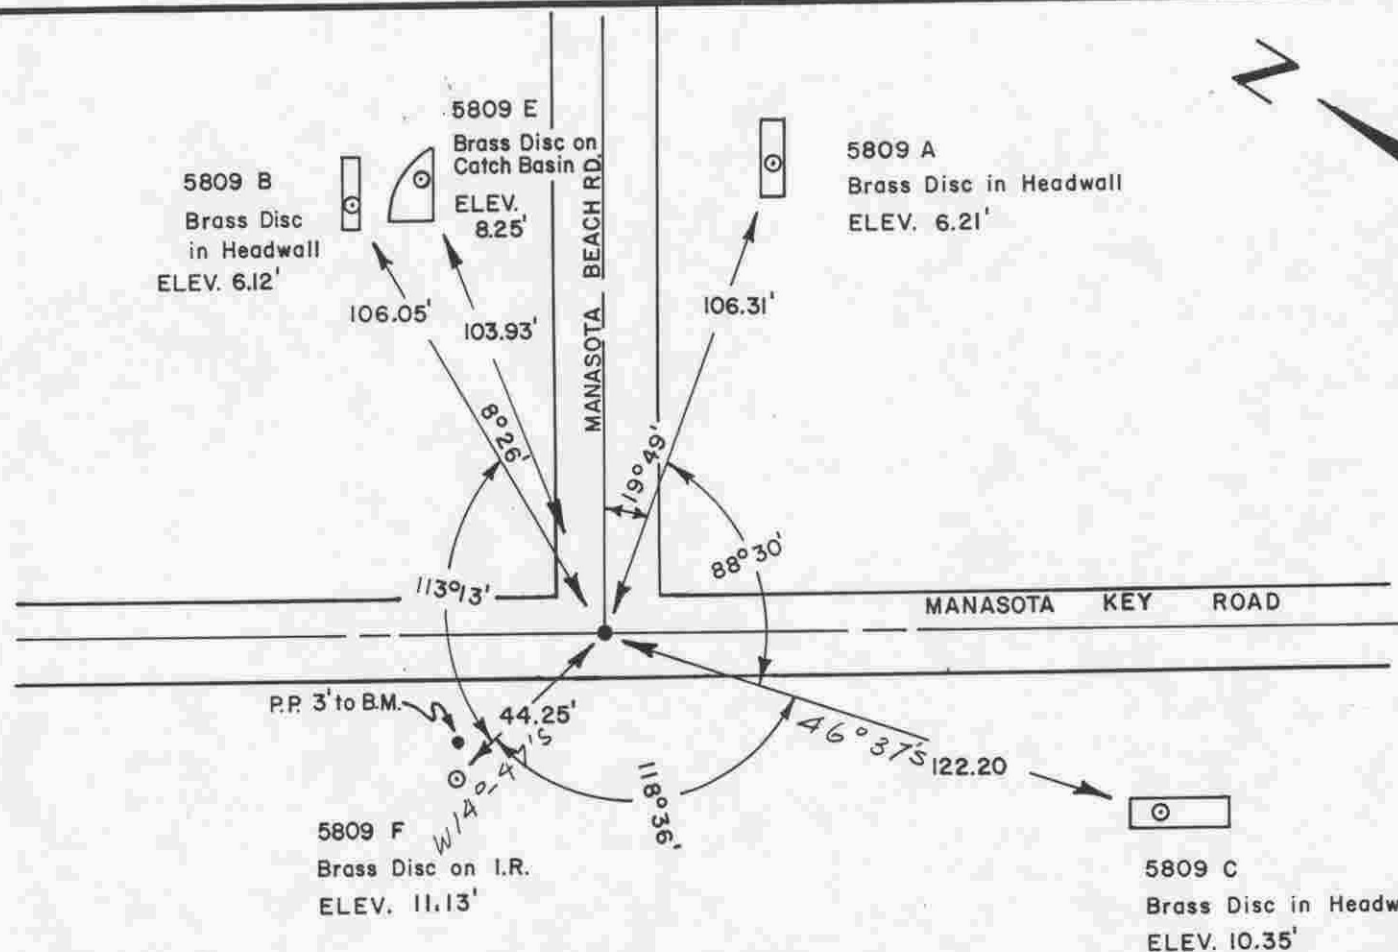 N
5809 E
Brass Disc on
Catch Basin
ELEV.
8.25'
5809 B
Brass Disc
in Headwall
ELEV. 6.12'
5809 A
Brass Disc in Headwall
ELEV. 6.21'
MANASOTA BEACH RD.
106.05'
103.93'
106.31'
8°26'
19°49'
88°30'
113°13'
MANASOTA KEY ROAD
P.P. 3' to B.M.
44.25'
W14°47'S
46°37'S
122.20
118°36'
5809 F
Brass Disc on I.R.
ELEV. 11.13'
5809 C
Brass Disc in Headw
ELEV. 10.35'